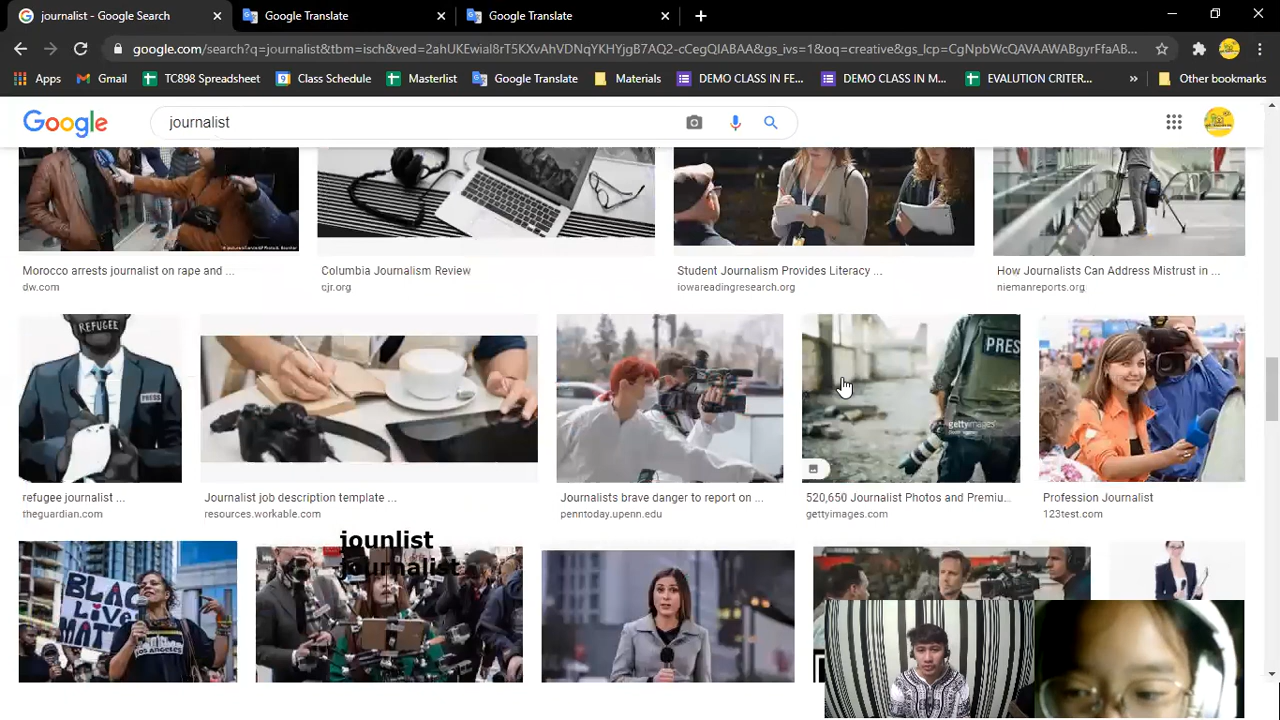 journalist - Google Search
Google Translate
Google Translate
google.com/search?q=journalist&tbm=isch&ved=2ahUKEwial8rT5KXvAhVDNqYKHYjgB7AQ2-cCegQIABAA&gs_ivs=1&oq=creative&gs_lcp=CgNpbWcQAVAAWABgyrFfaAB...
Apps
Gmail
TC898 Spreadsheet
Class Schedule
Masterlist
Google Translate
Materials
DEMO CLASS IN FE...
DEMO CLASS IN M...
EVALUTION CRITER...
Other bookmarks
Google
journalist
Morocco arrests journalist on rape and ...
dw.com
Columbia Journalism Review
cjr.org
Student Journalism Provides Literacy ...
iowareadingresearch.org
How Journalists Can Address Mistrust in ...
niemanreports.org
REFUGEE
PRESS
PRES
gettyimages
refugee journalist ...
theguardian.com
Journalist job description template ...
resources.workable.com
Journalists brave danger to report on ...
penntoday.upenn.edu
520,650 Journalist Photos and Premiu...
gettyimages.com
Profession Journalist
123test.com
jounlist
journalist
BLAC
LIVE
MATT
LOS ANGELES